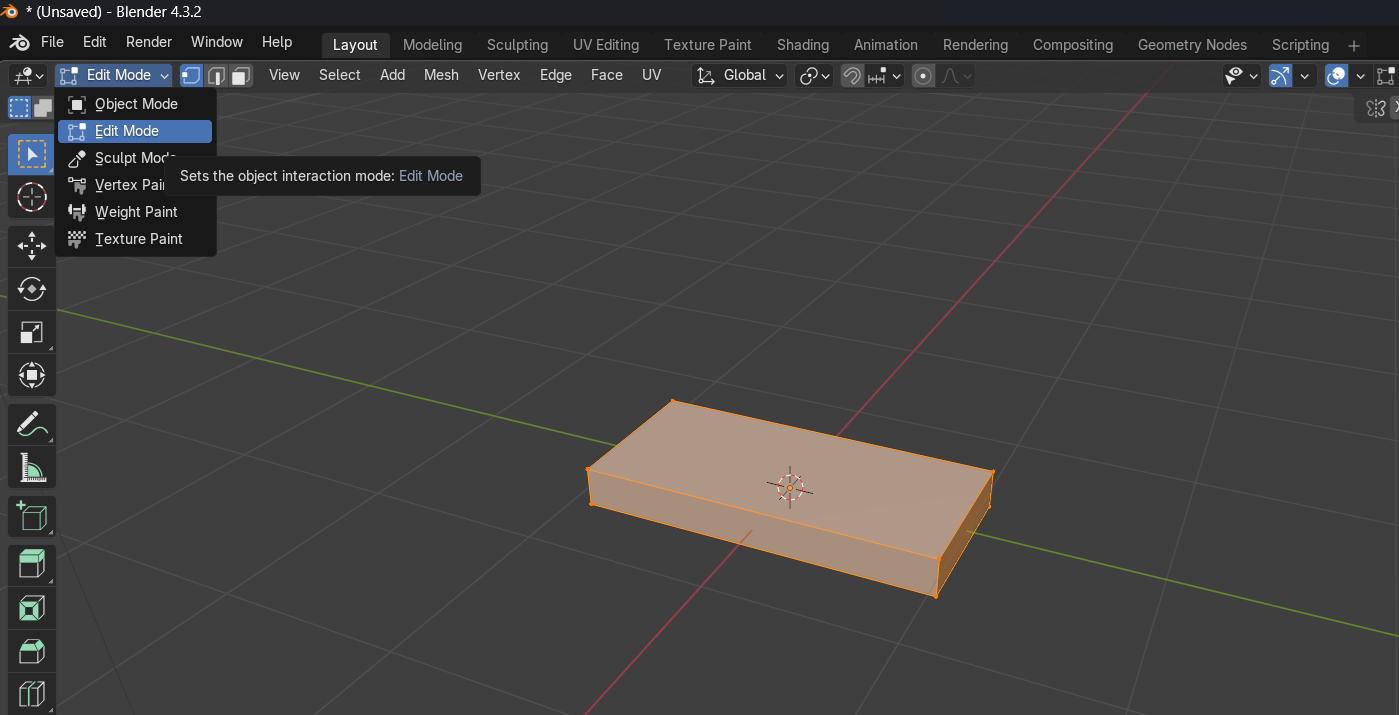 * (Unsaved) - Blender 4.3.2
File Edit Render Window Help Layout Modeling Sculpting UV Editing Texture Paint Shading Animation Rendering Compositing Geometry Nodes Scripting +
Edit Mode View Select Add Mesh Vertex Edge Face UV Global
Object Mode
Edit Mode
Sculpt Mode
Sets the object interaction mode: Edit Mode
Vertex Pai
Weight Paint
Texture Paint